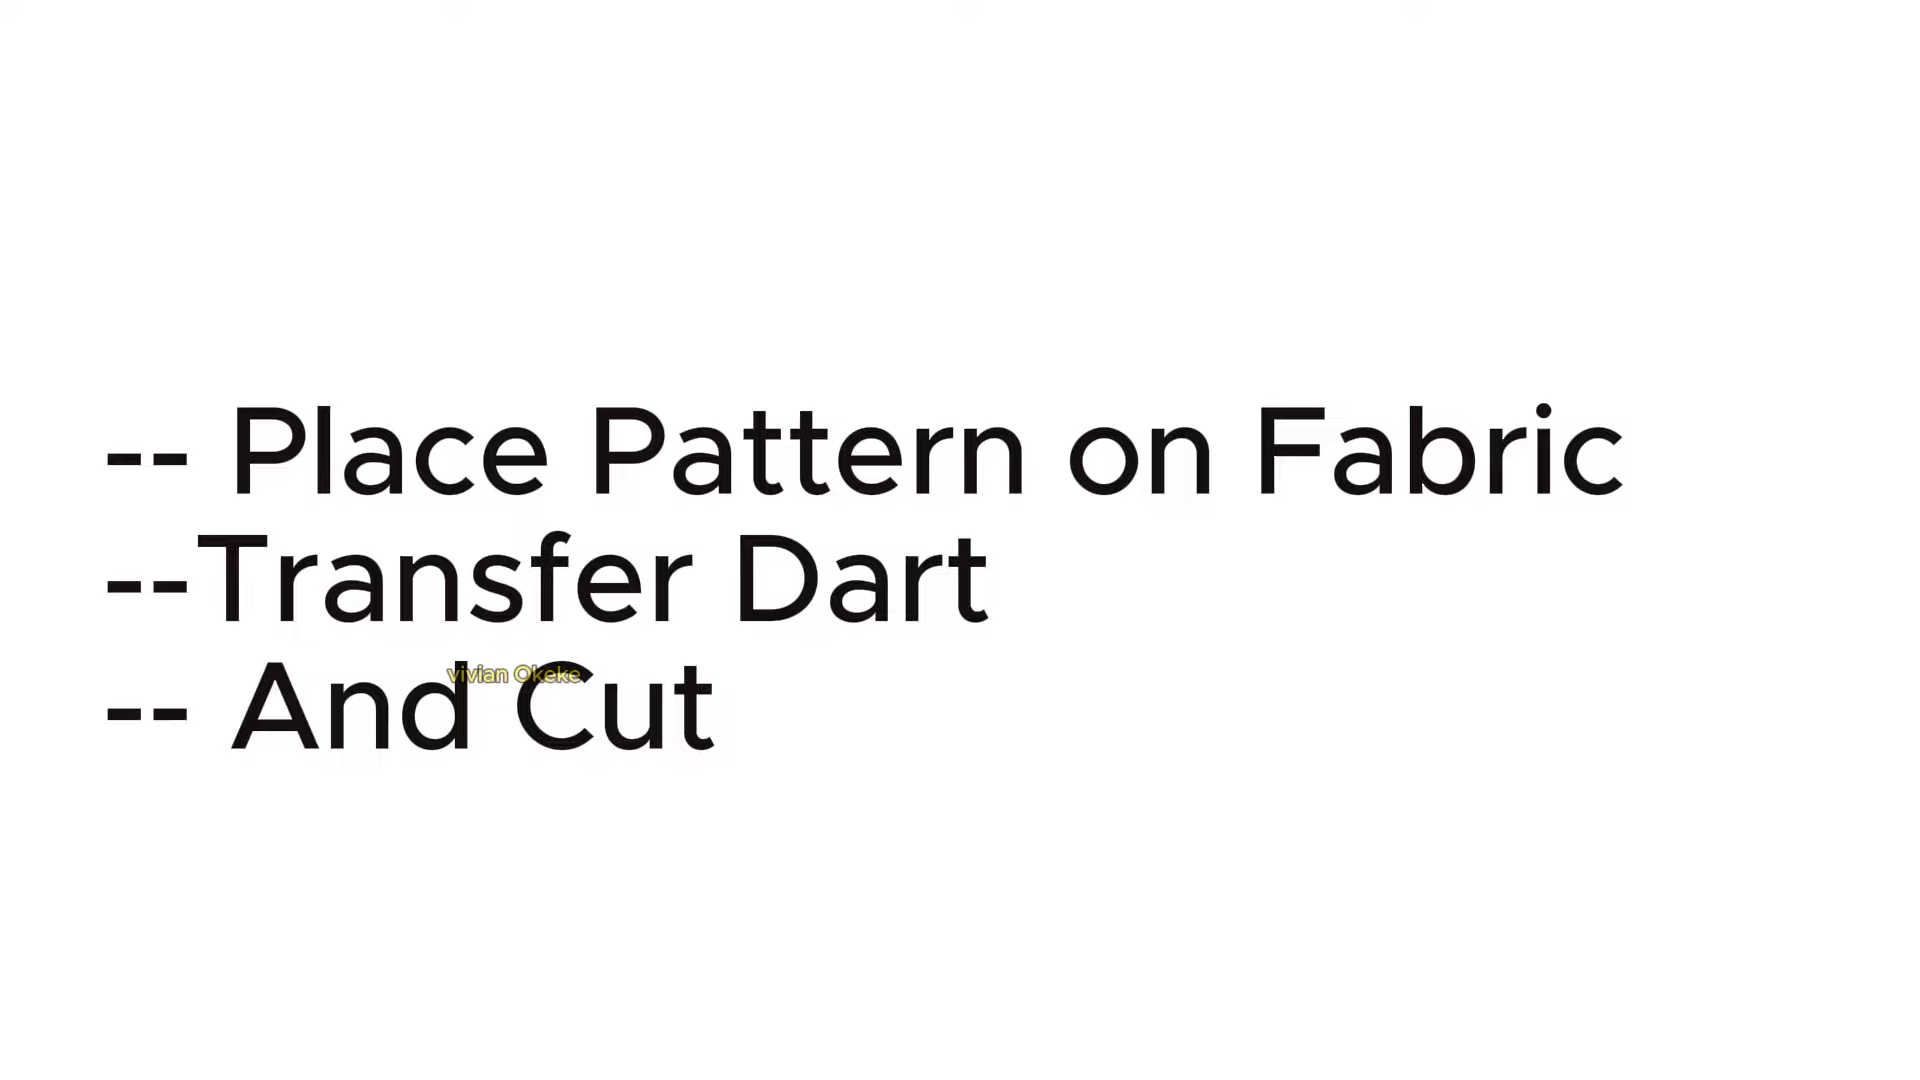 -- Place Pattern on Fabric
--Transfer Dart
-- And Cut
vivian Okeke